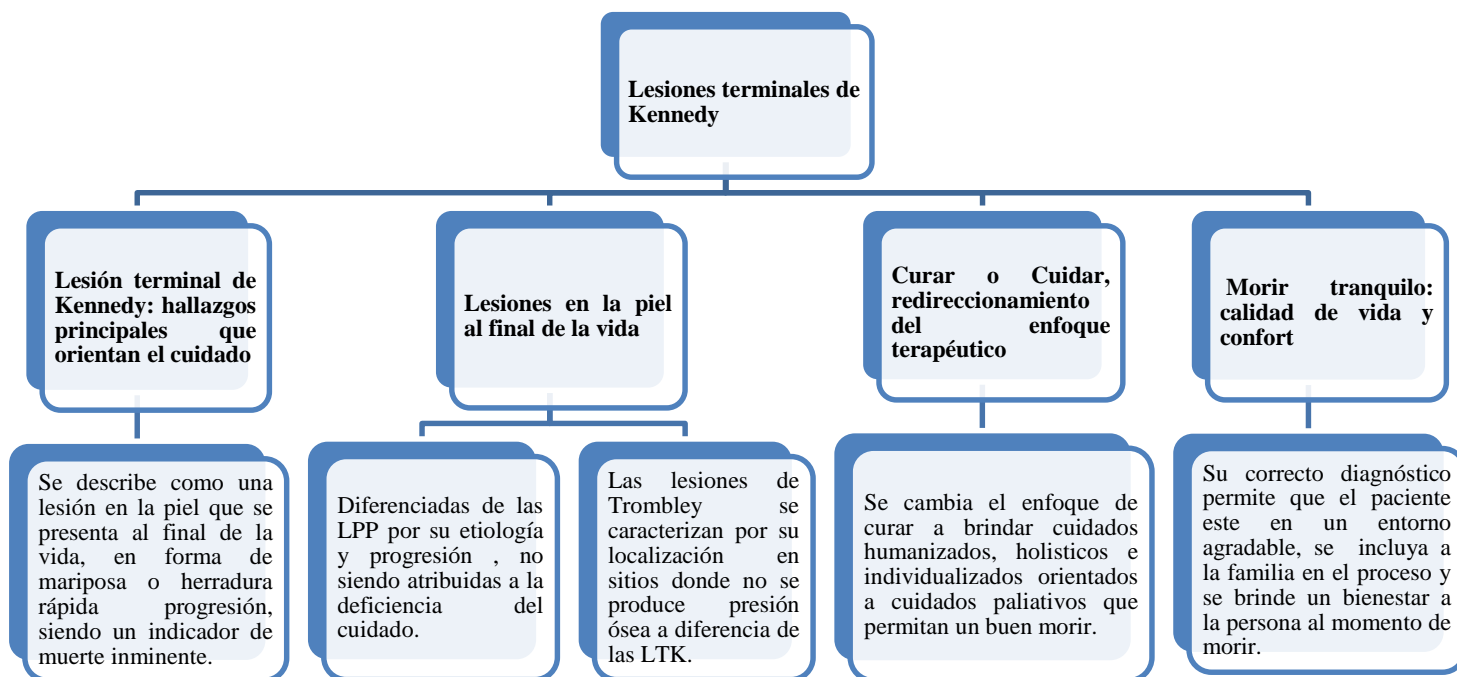 Lesiones terminales de
Kennedy
Lesión terminal de
Kennedy: hallazgos
principales que
orientan el cuidado
Lesiones en la piel
al final de la vida
Curar o Cuidar,
redireccionamiento
del enfoque
terapéutico
Morir tranquilo:
calidad de vida y
confort
Se describe como una
lesión en la piel que se
presenta al final de la
vida, en forma de
mariposa o herradura
rápida progresión,
siendo un indicador de
muerte inminente.
Diferenciadas de las
LPP por su etiología
y progresión , no
siendo atribuidas a la
deficiencia del
cuidado.
Las lesiones de
Trombley se
caracterizan por su
localización en
sitios donde no se
produce presión
ósea a diferencia de
las LTK.
Se cambia el enfoque de
curar a brindar cuidados
humanizados, holisticos e
individualizados orientados
a cuidados paliativos que
permitan un buen morir.
Su correcto diagnóstico
permite que el paciente
este en un entorno
agradable, se incluya a
la familia en el proceso y
se brinde un bienestar a
la persona al momento de
morir.